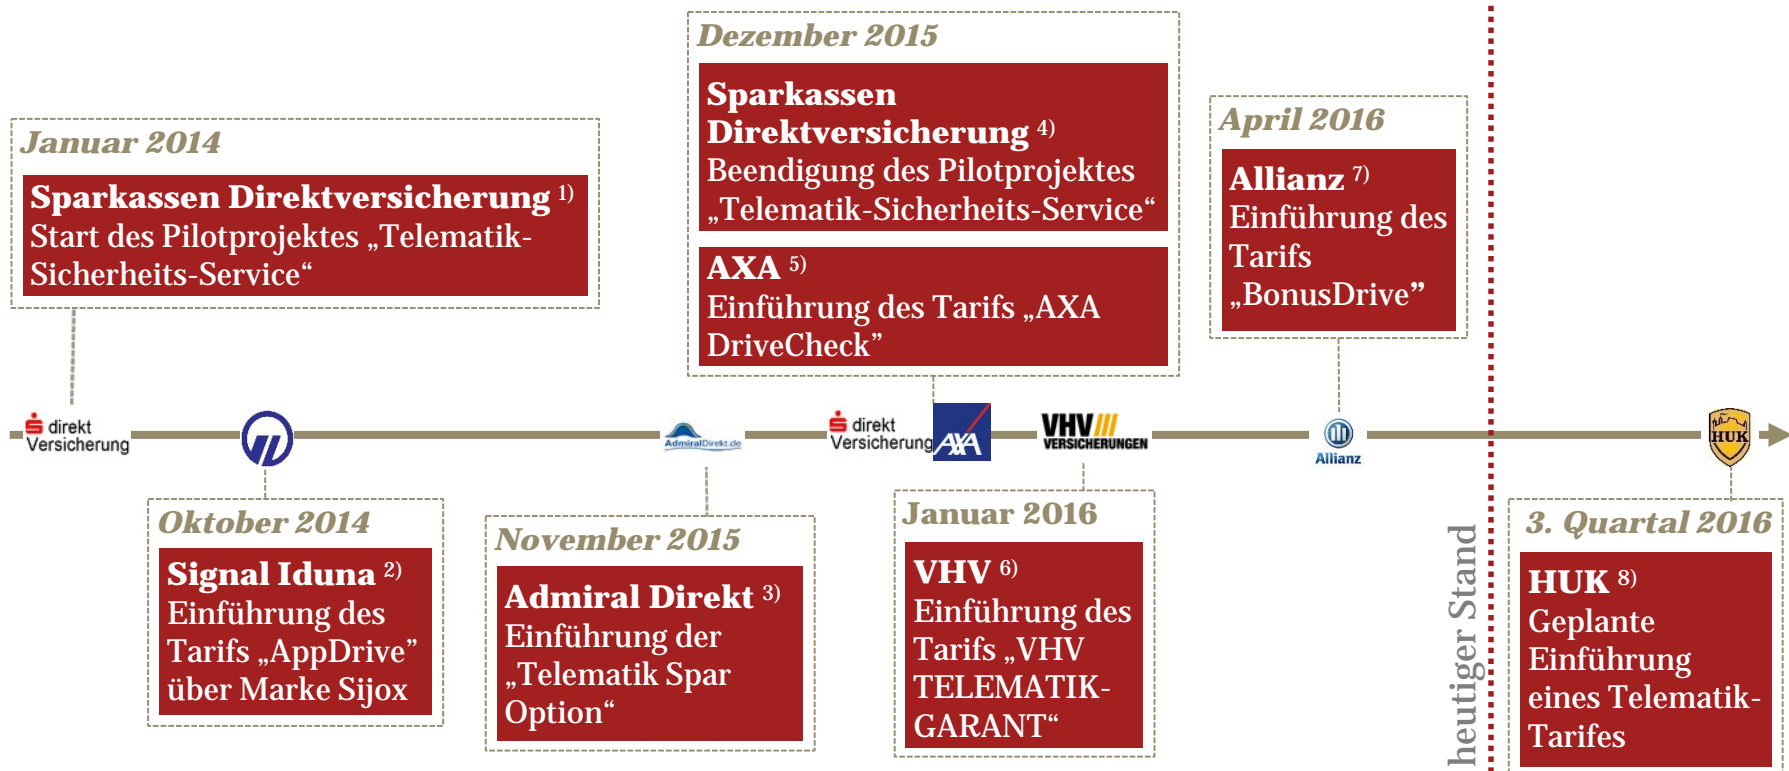 Januar 2014
Sparkassen Direktversicherung 1)
Start des Pilotprojektes „Telematik-
Sicherheits-Service“
Dezember 2015
Sparkassen
Direktversicherung 4)
Beendigung des Pilotprojektes
„Telematik-Sicherheits-Service“
AXA 5)
Einführung des Tarifs „AXA
DriveCheck”
April 2016
Allianz 7)
Einführung des
Tarifs
„BonusDrive”
direkt
Versicherung
AdmiralDirekt.de
direkt
Versicherung
AXA
VHV
VERSICHERUNGEN
Allianz
HUK
Oktober 2014
Signal Iduna 2)
Einführung des
Tarifs „AppDrive”
über Marke Sijox
November 2015
Admiral Direkt 3)
Einführung der
„Telematik Spar
Option“
Januar 2016
VHV 6)
Einführung des
Tarifs „VHV
TELEMATIK-
GARANT“
heutiger Stand
3. Quartal 2016
HUK 8)
Geplante
Einführung
eines Telematik-
Tarifes